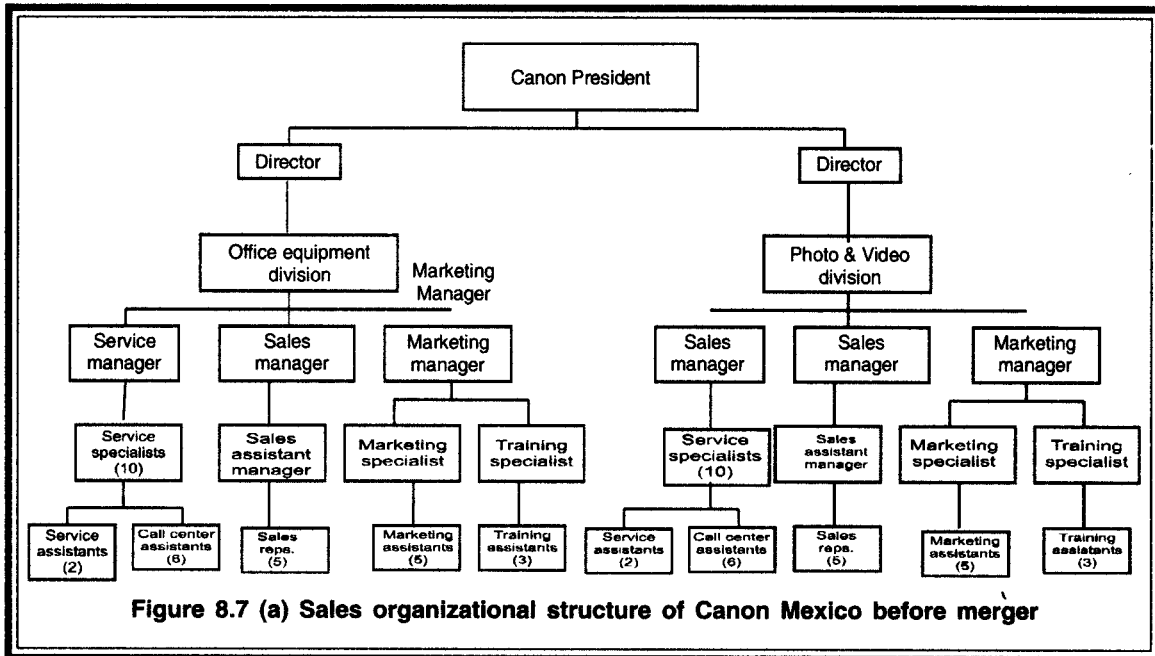 Canon President
Director
Director
Office equipment
division
Marketing
Manager
Photo & Video
division
Service
manager
Sales
manager
Marketing
manager
Sales
manager
Sales
manager
Marketing
manager
Service
specialists
(10)
Sales
assistant
manager
Marketing
specialist
Training
specialist
Service
specialists
(10)
Sales
assistant
manager
Marketing
specialist
Training
specialist
Service
assistants
(2)
Call center
assistants
(6)
Sales
reps.
(5)
Marketing
assistants
(5)
Training
assistants
(3)
Service
assistants
(2)
Call center
assistants
(6)
Sales
reps.
(5)
Marketing
assistants
(5)
Training
assistants
(3)
Figure 8.7 (a) Sales organizational structure of Canon Mexico before merger